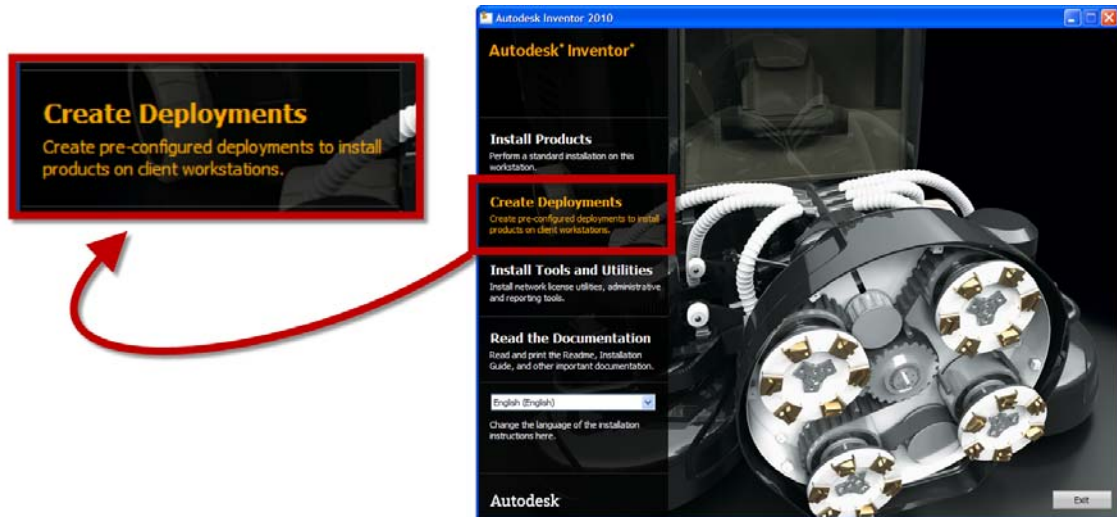 Create Deployments
Create pre-configured deployments to install
products on client workstations.
Autodesk Inventor 2010
Autodesk® Inventor®
Install Products
Perform a standard installation on this
workstation.
Create Deployments
Create pre-configured deployments to install
products on client workstations.
Install Tools and Utilities
Install network license utilities, administrative
and reporting tools.
Read the Documentation
Read and print the Readme, Installation
Guide, and other important documentation.
English (English)
Change the language of the installation
instructions here.
Autodesk
Exit